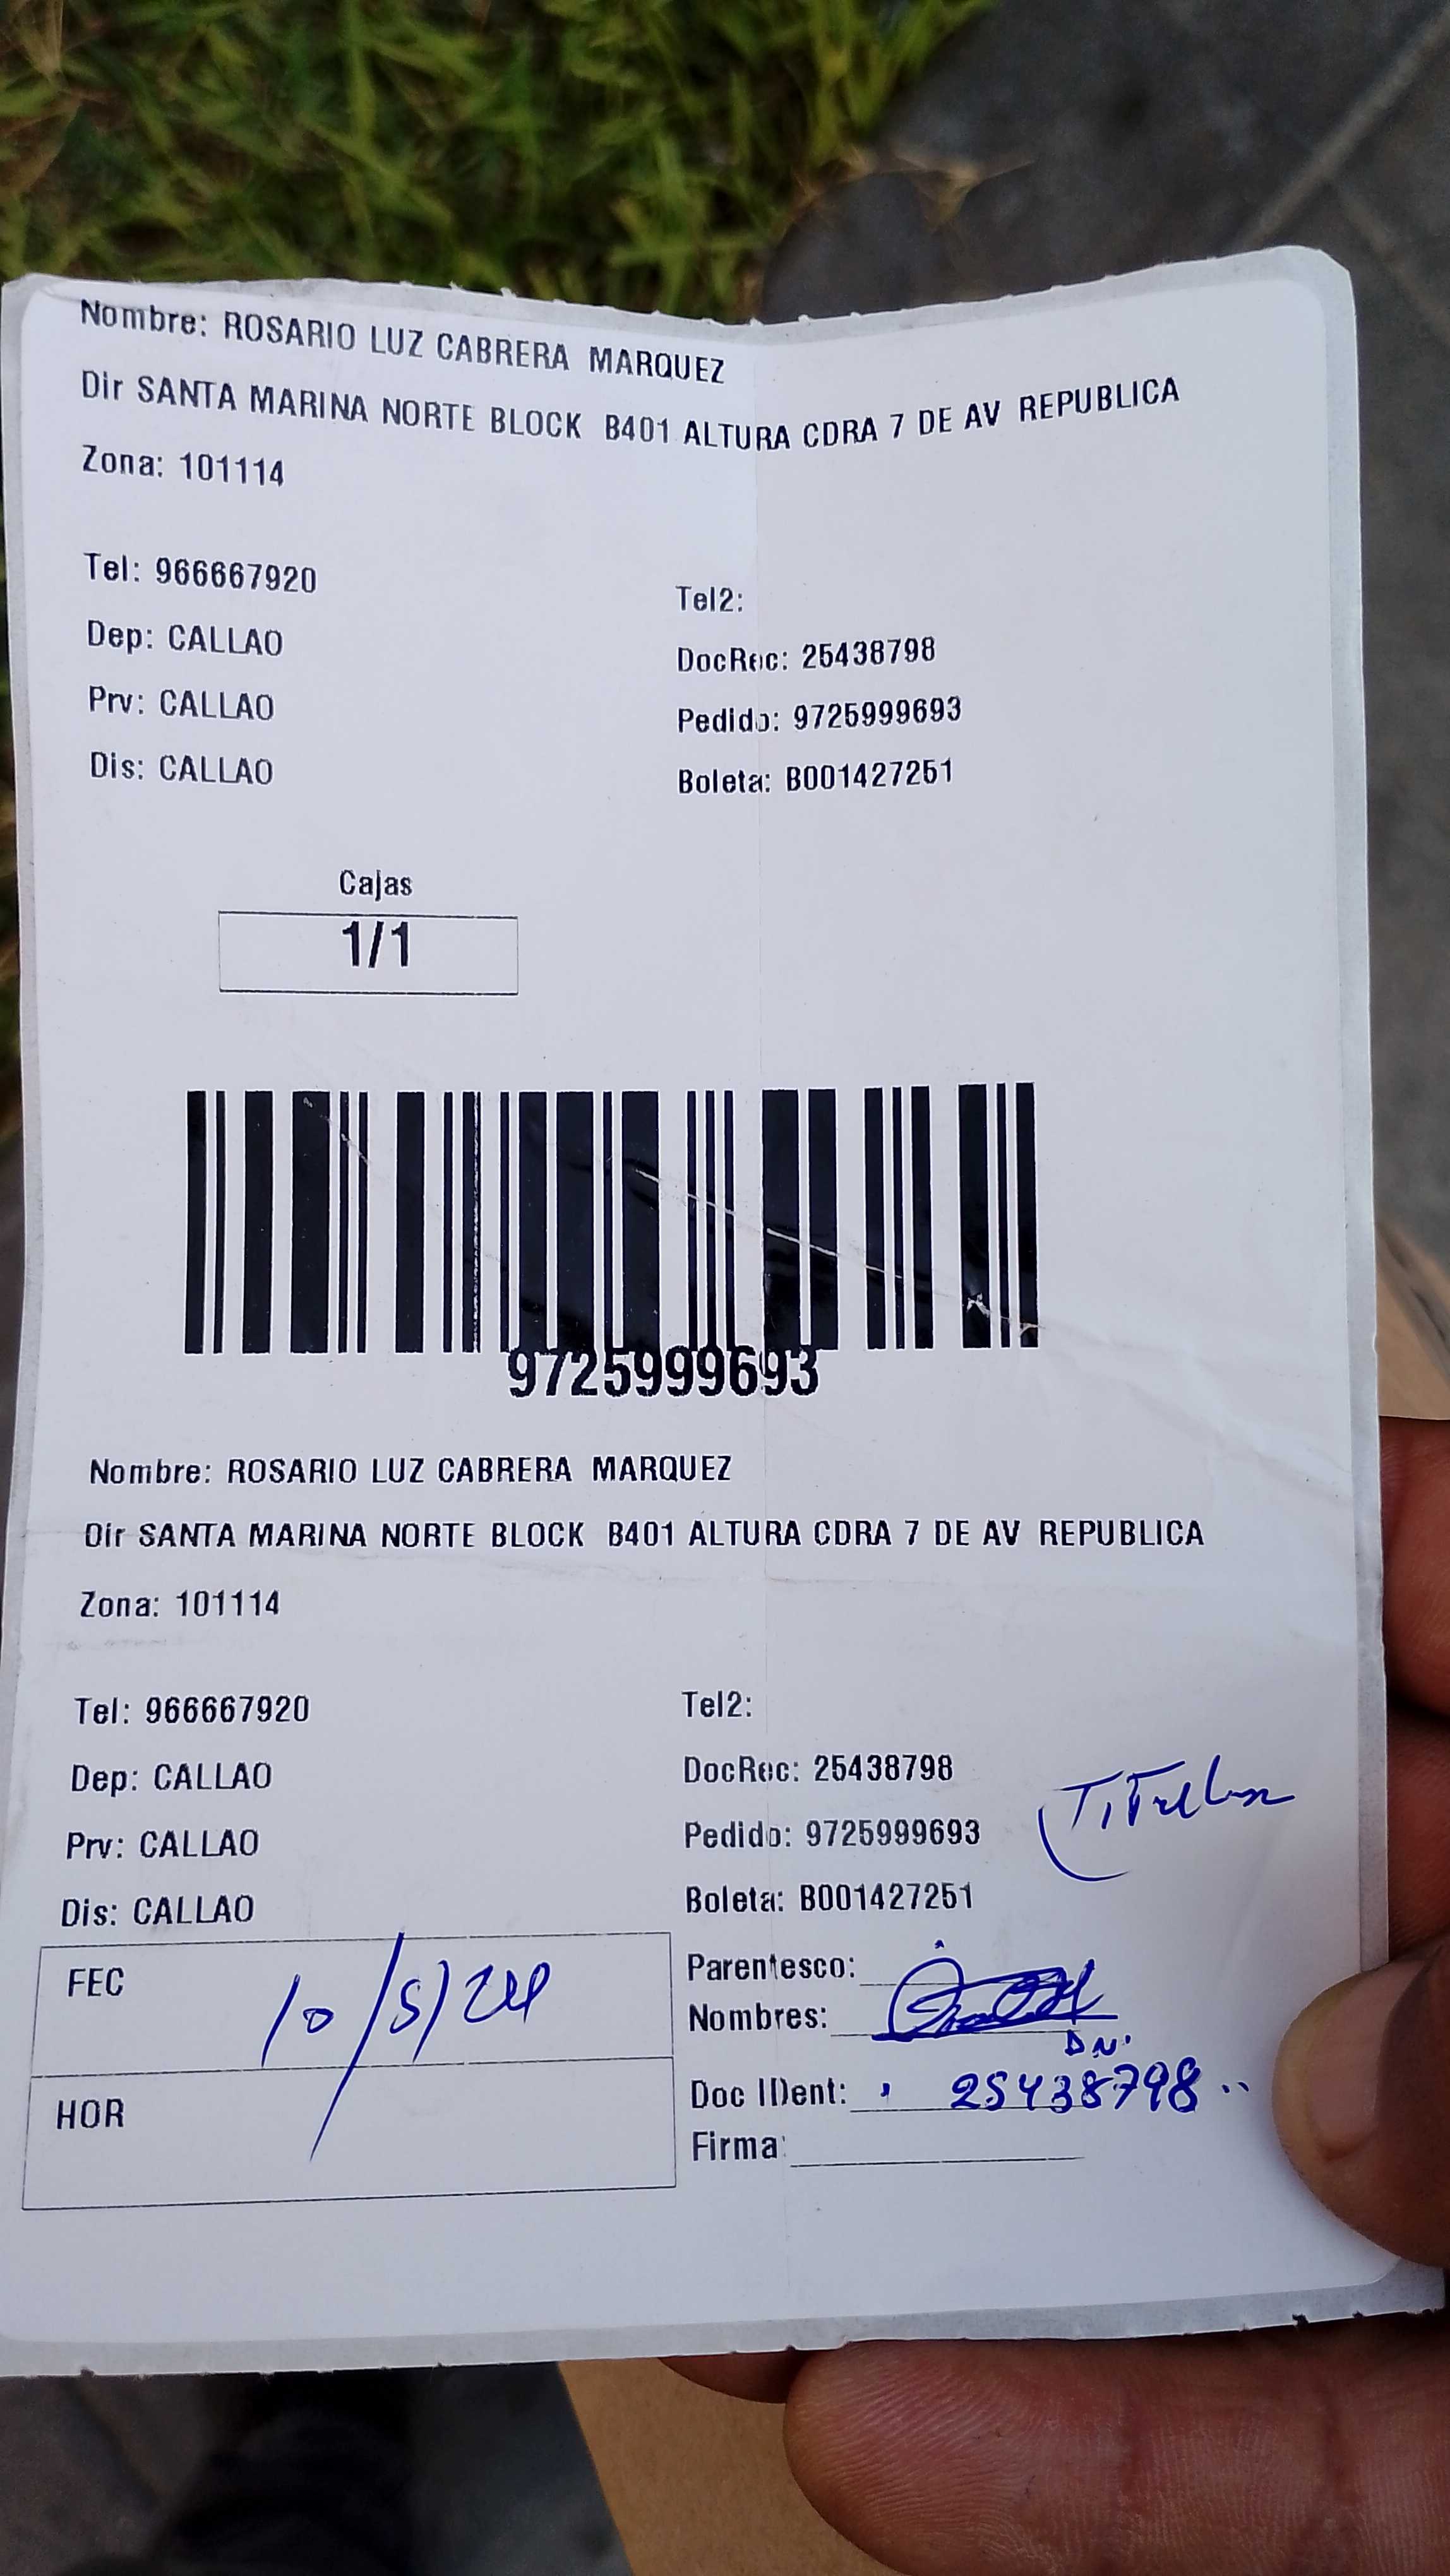 Nombre: ROSARIO LUZ CABRERA MARQUEZ
Dir SANTA MARINA NORTE BLOCK B401 ALTURA CDRA 7 DE AV REPUBLICA
Zona: 101114
Tel: 966667920
Tel2:
Dep: CALLAO
DocRec: 25438798
Prv: CALLAO
Pedido: 9725999693
Dis: CALLAO
Boleta: B001427251
Cajas
1/1
9725999693
Nombre: ROSARIO LUZ CABRERA MARQUEZ
Dir SANTA MARINA NORTE BLOCK B401 ALTURA CDRA 7 DE AV REPUBLICA
Zona: 101114
Tel: 966667920
Tel2:
Dep: CALLAO
DocRec: 25438798
Prv: CALLAO
Pedido: 9725999693
Dis: CALLAO
Boleta: B001427251
FEC 10/5/24
Parentesco:
Nombres:
DN.
HOR
Doc IDent: 25438798
Firma: